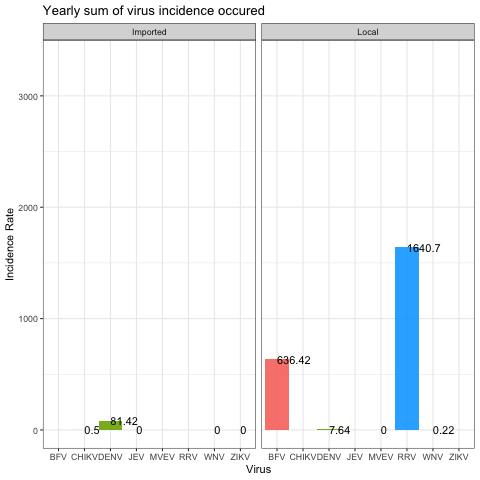 Yearly sum of virus incidence occured
Imported
Local
Incidence Rate
3000
2000
1000
0
0.5
81.42
0
0
0
636.42
7.64
0
1640.7
0.22
BFV CHIKV DENV JEV MVEV RRV WNV ZIKV
BFV CHIKV DENV JEV MVEV RRV WNV ZIKV
Virus